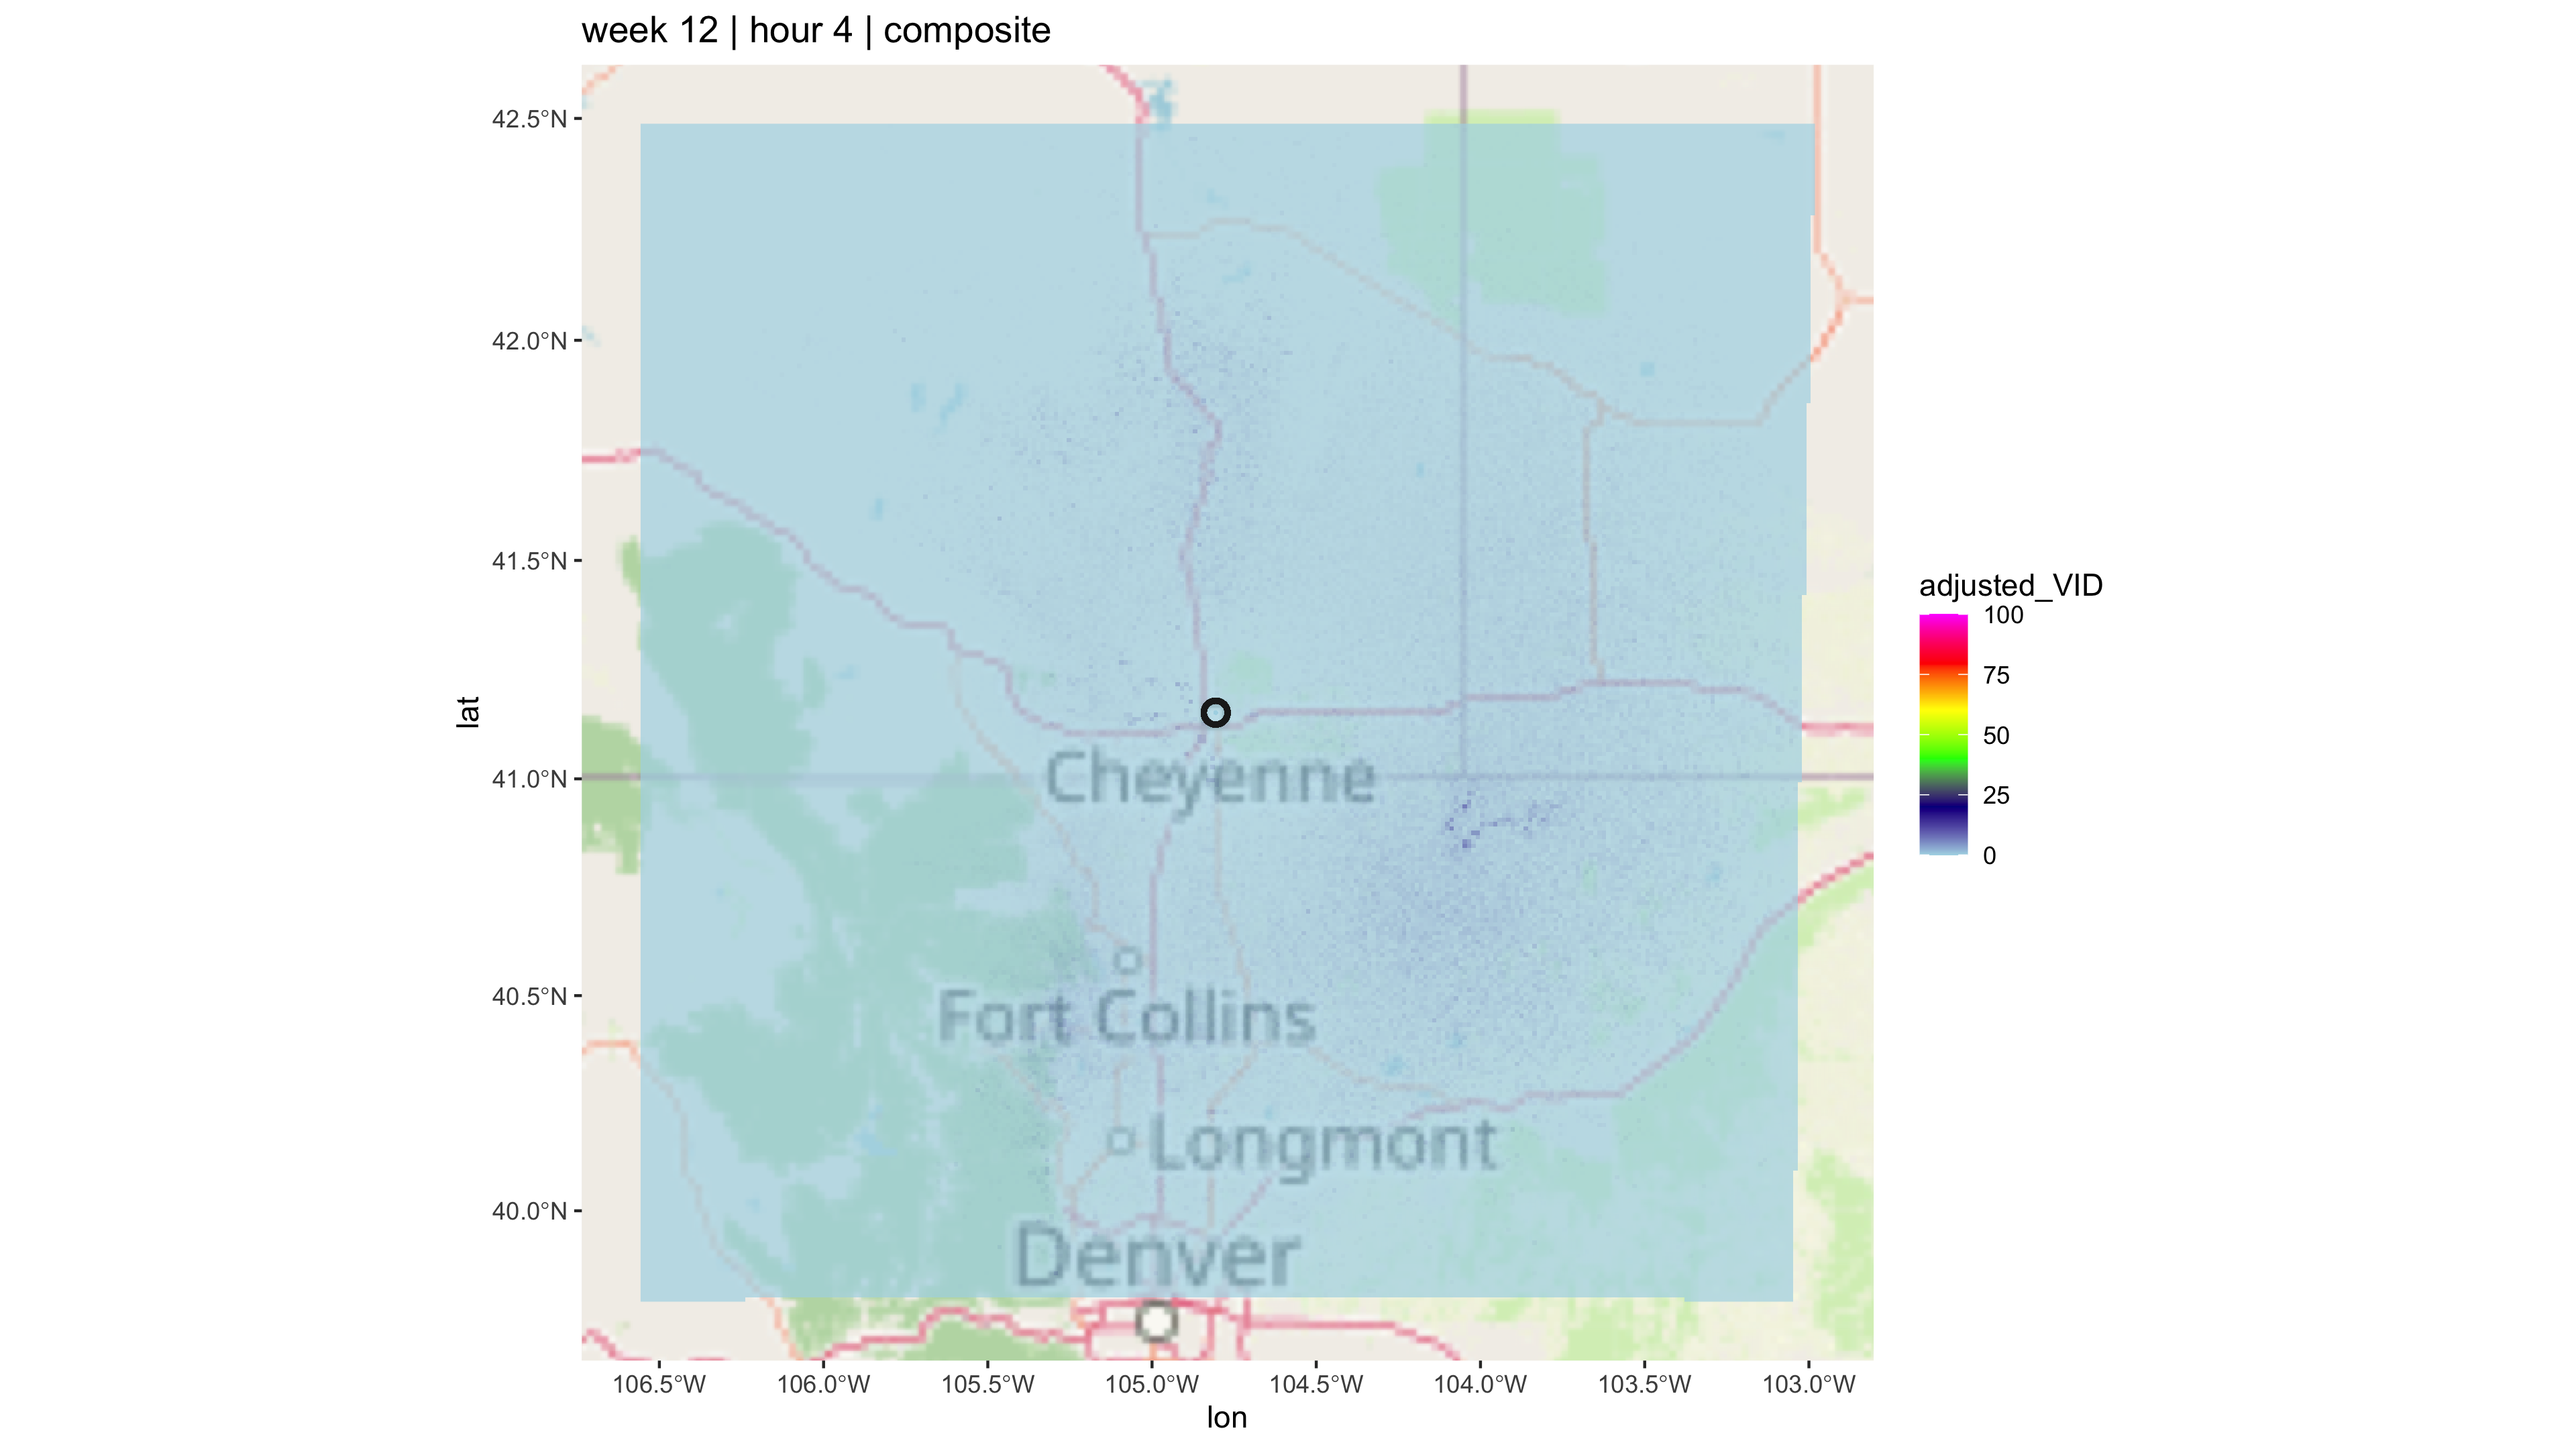 week 12 | hour 4 | composite
42.5°N
42.0°N
41.5°N
41.0°N
40.5°N
40.0°N
lat
Cheyenne
Fort Collins
Longmont
Denver
106.5°W
106.0°W
105.5°W
105.0°W
104.5°W
104.0°W
103.5°W
103.0°W
lon
adjusted_VID
100
75
50
25
0